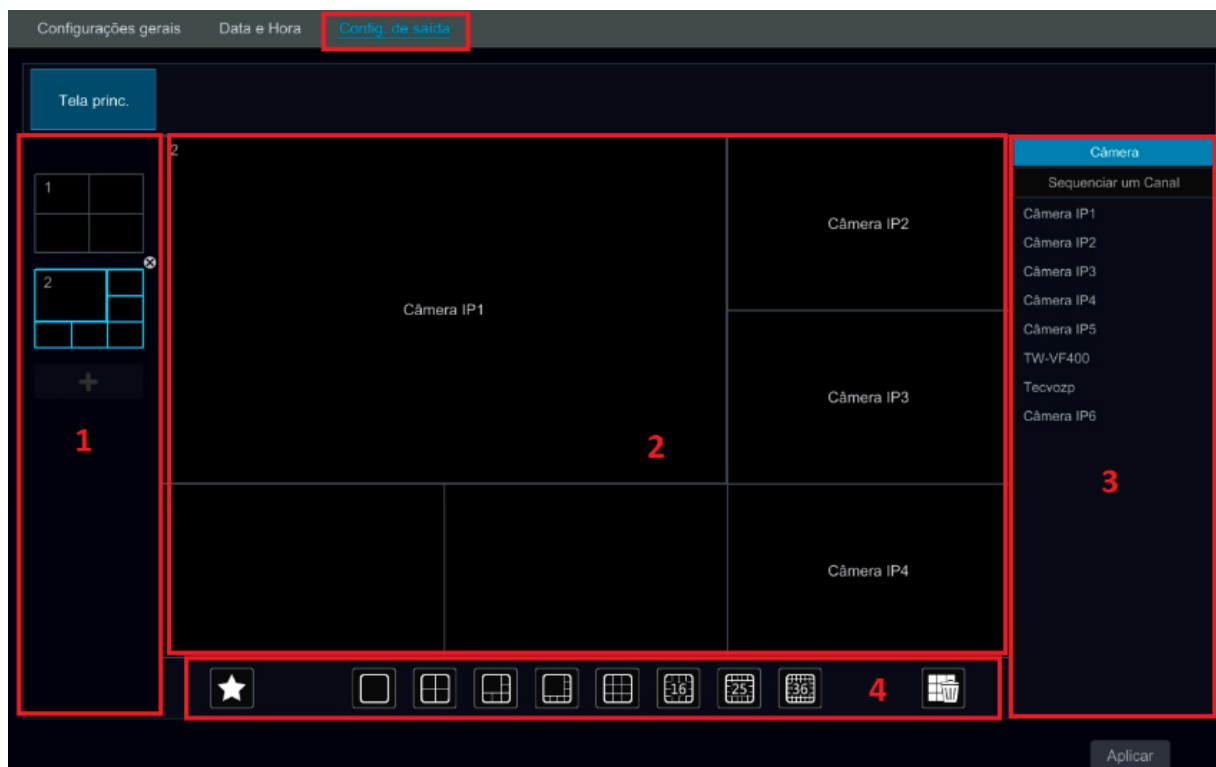 Configurações gerais
Data e Hora
Config. de saída
Tela princ.
1
2
1
2
Câmera IP1
Câmera IP2
Câmera IP3
Câmera IP4
2
Câmera
Sequenciar um Canal
Câmera IP1
Câmera IP2
Câmera IP3
Câmera IP4
Câmera IP5
TW-VF400
Tecvozp
Câmera IP6
3
16
25
36
4
Aplicar